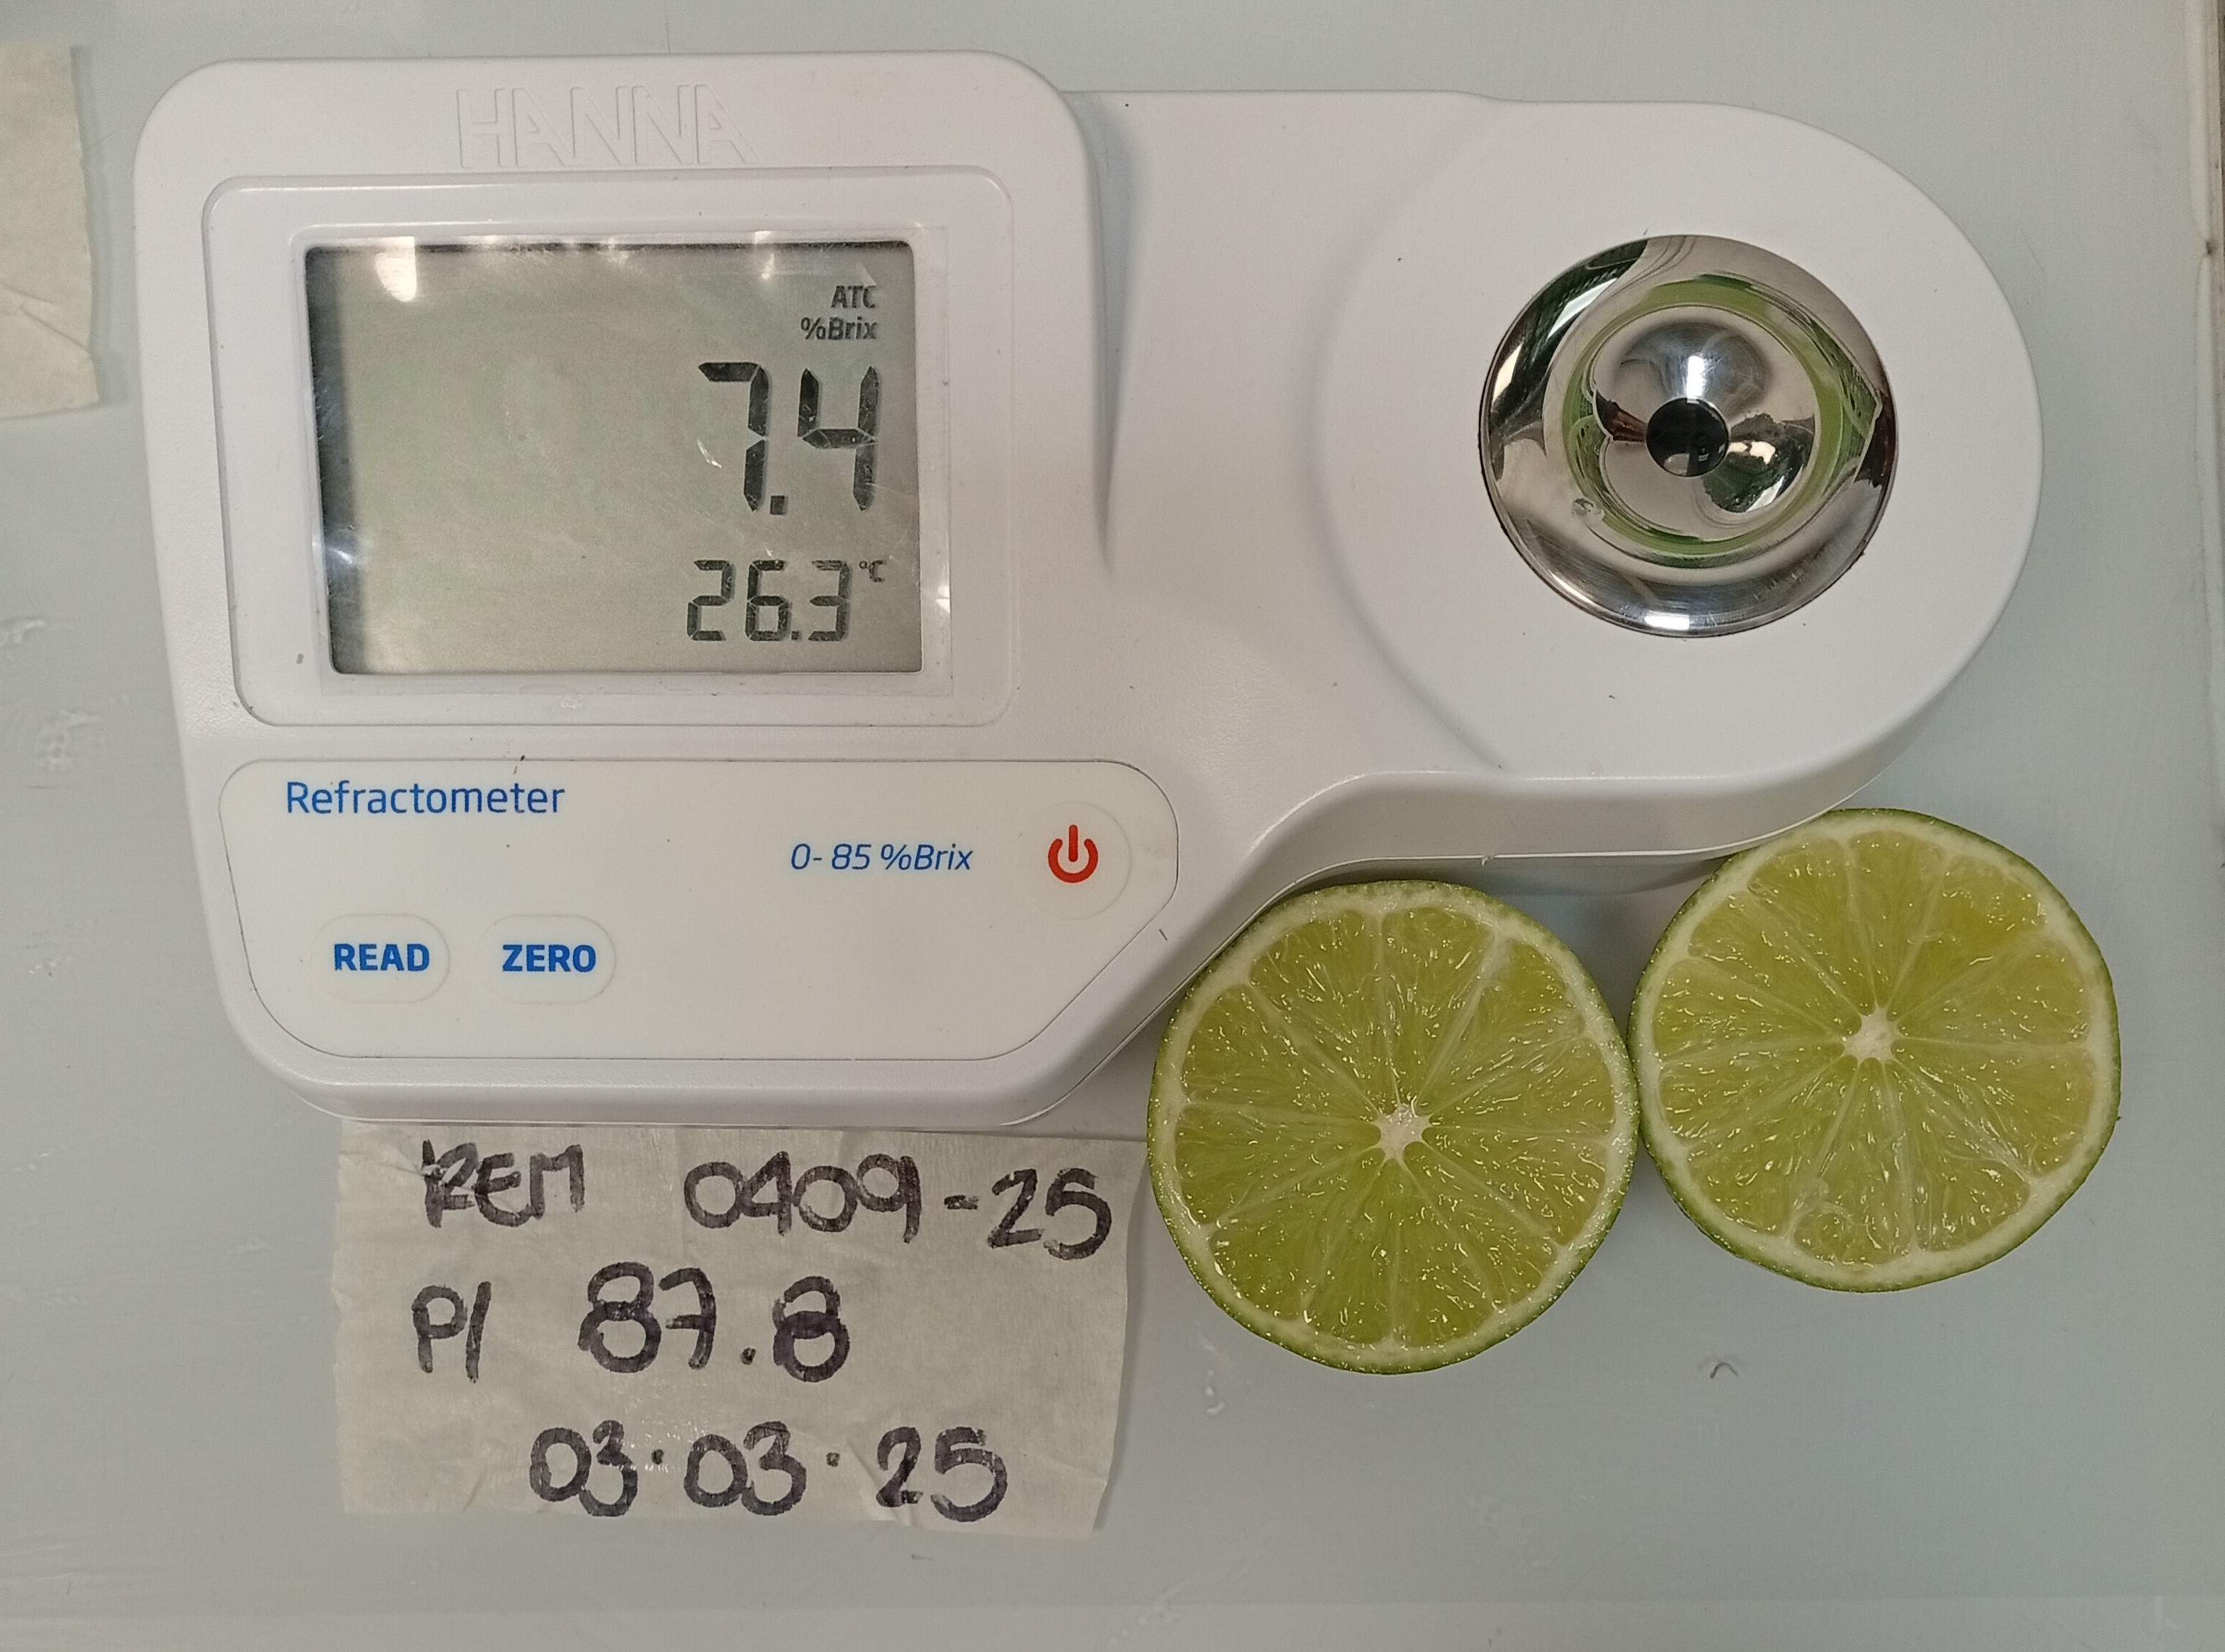 HANNA
ATC
%Brix
7.4
26.3 °C
Refractometer
0- 85 %Brix
READ ZERO
REM 0409-25
P/ 87.8
03·03·25